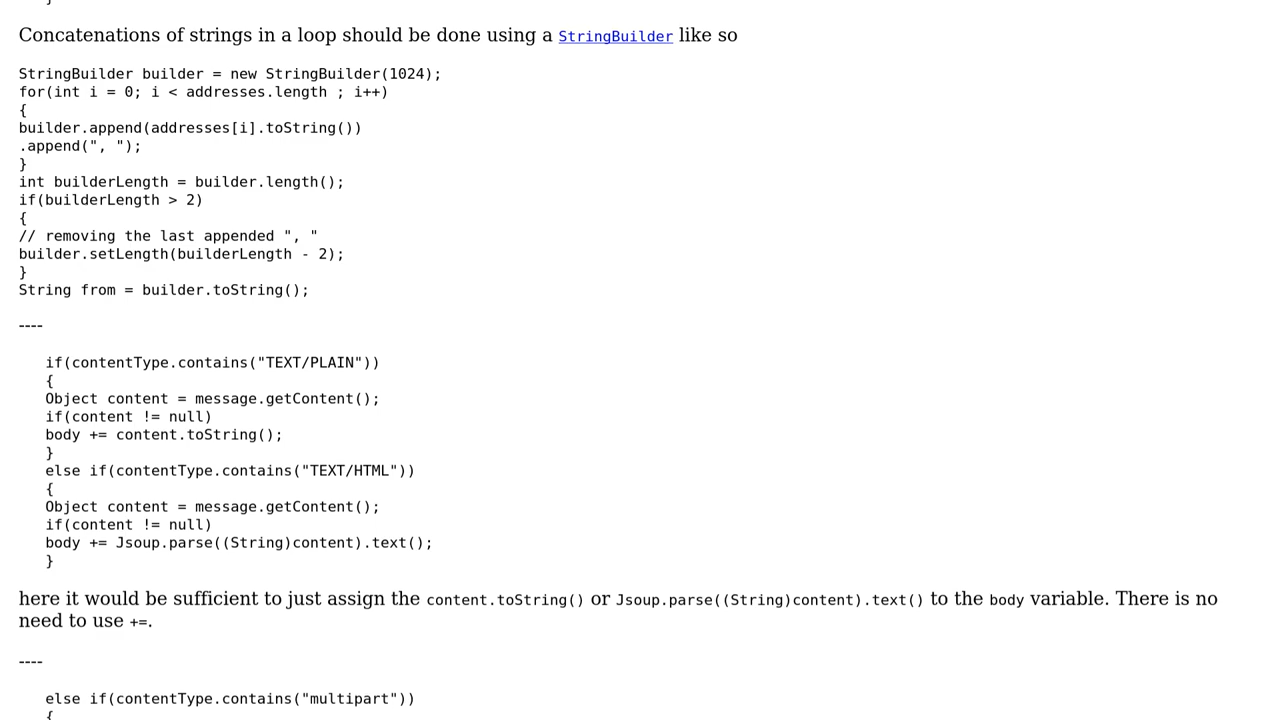 }
Concatenations of strings in a loop should be done using a StringBuilder like so
StringBuilder builder = new StringBuilder(1024);
for(int i = 0; i < addresses.length ; i++)
{
builder.append(addresses[i].toString())
.append(", ");
}
int builderLength = builder.length();
if(builderLength > 2)
{
// removing the last appended ", "
builder.setLength(builderLength - 2);
}
String from = builder.toString();
----
if(contentType.contains("TEXT/PLAIN"))
{
Object content = message.getContent();
if(content != null)
body += content.toString();
}
else if(contentType.contains("TEXT/HTML"))
{
Object content = message.getContent();
if(content != null)
body += Jsoup.parse((String)content).text();
}
here it would be sufficient to just assign the content.toString() or Jsoup.parse((String)content).text() to the body variable. There is no
need to use +=.
----
else if(contentType.contains("multipart"))
{